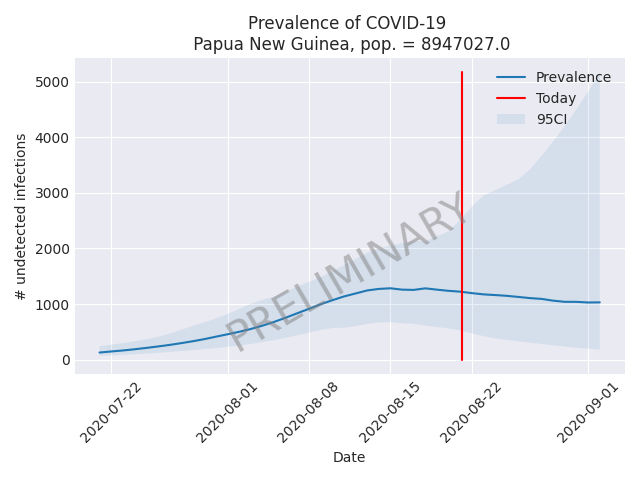 Prevalence of COVID-19
Papua New Guinea, pop. = 8947027.0
Prevalence
Today
95CI
PRELIMINARY
# undetected infections
5000
4000
3000
2000
1000
0
2020-07-22
2020-08-01
2020-08-08
2020-08-15
2020-08-22
2020-09-01
Date